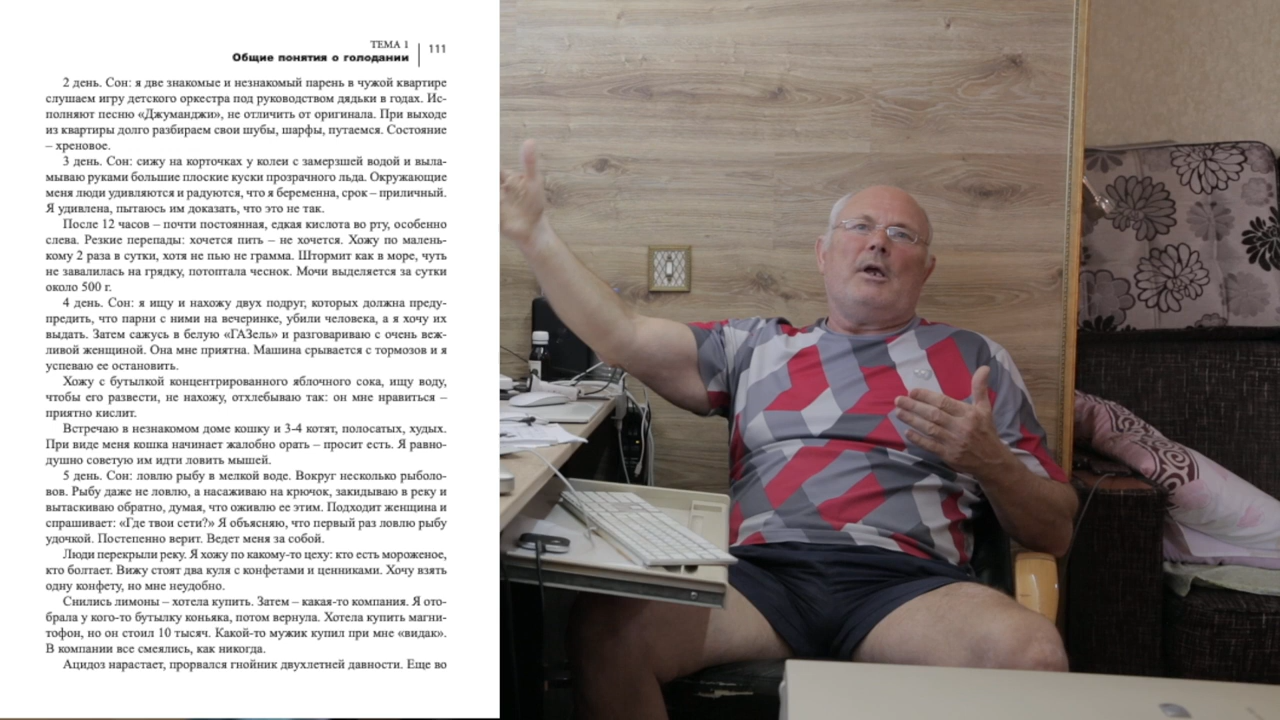 ТЕМА 1
Общие понятия о голодании
111
2 день. Сон: я две знакомые и незнакомый парень в чужой квартире
слушаем игру детского оркестра под руководством дядьки в годах. Ис-
полняют песню «Джуманджи», не отличить от оригинала. При выходе
из квартиры долго разбираем свои шубы, шарфы, путаемся. Состояние
– хреновое.
3 день. Сон: сижу на корточках у колеи с замерзшей водой и выла-
мываю руками большие плоские куски прозрачного льда. Окружающие
меня люди удивляются и радуются, что я беременна, срок – приличный.
Я удивлена, пытаюсь им доказать, что это не так.
После 12 часов – почти постоянная, едкая кислота во рту, особенно
слева. Резкие перепады: хочется пить – не хочется. Хожу по малень-
кому 2 раза в сутки, хотя не пью не грамма. Штормит как в море, чуть
не завалилась на грядку, потоптала чеснок. Мочи выделяется за сутки
около 500 г.
4 день. Сон: я ищу и нахожу двух подруг, которых должна преду-
предить, что парни с ними на вечеринке, убили человека, а я хочу их
выдать. Затем сажусь в белую «ГАЗель» и разговариваю с очень веж-
ливой женщиной. Она мне приятна. Машина срывается с тормозов и я
успеваю ее остановить.
Хожу с бутылкой концентрированного яблочного сока, ищу воду,
чтобы его развести, не нахожу, отхлебываю так: он мне нравиться –
приятно кислит.
Встречаю в незнакомом доме кошку и 3-4 котят, полосатых, худых.
При виде меня кошка начинает жалобно орать – просит есть. Я равно-
душно советую им идти ловить мышей.
5 день. Сон: ловлю рыбу в мелкой воде. Вокруг несколько рыболо-
вов. Рыбу даже не ловлю, а насаживаю на крючок, закидываю в реку и
вытаскиваю обратно, думая, что оживлю ее этим. Подходит женщина и
спрашивает: «Где твои сети?» Я объясняю, что первый раз ловлю рыбу
удочкой. Постепенно верит. Ведет меня за собой.
Люди перекрыли реку. Я хожу по какому-то цеху: кто есть мороженое,
кто болтает. Вижу стоят два куля с конфетами и ценниками. Хочу взять
одну конфету, но мне неудобно.
Снились лимоны – хотела купить. Затем – какая-то компания. Я ото-
брала у кого-то бутылку коньяка, потом вернула. Хотела купить магни-
тофон, но он стоил 10 тысяч. Какой-то мужик купил при мне «видак».
В компании все смеялись, как никогда.
Ацидоз нарастает, прорвался гнойник двухлетней давности. Еще во